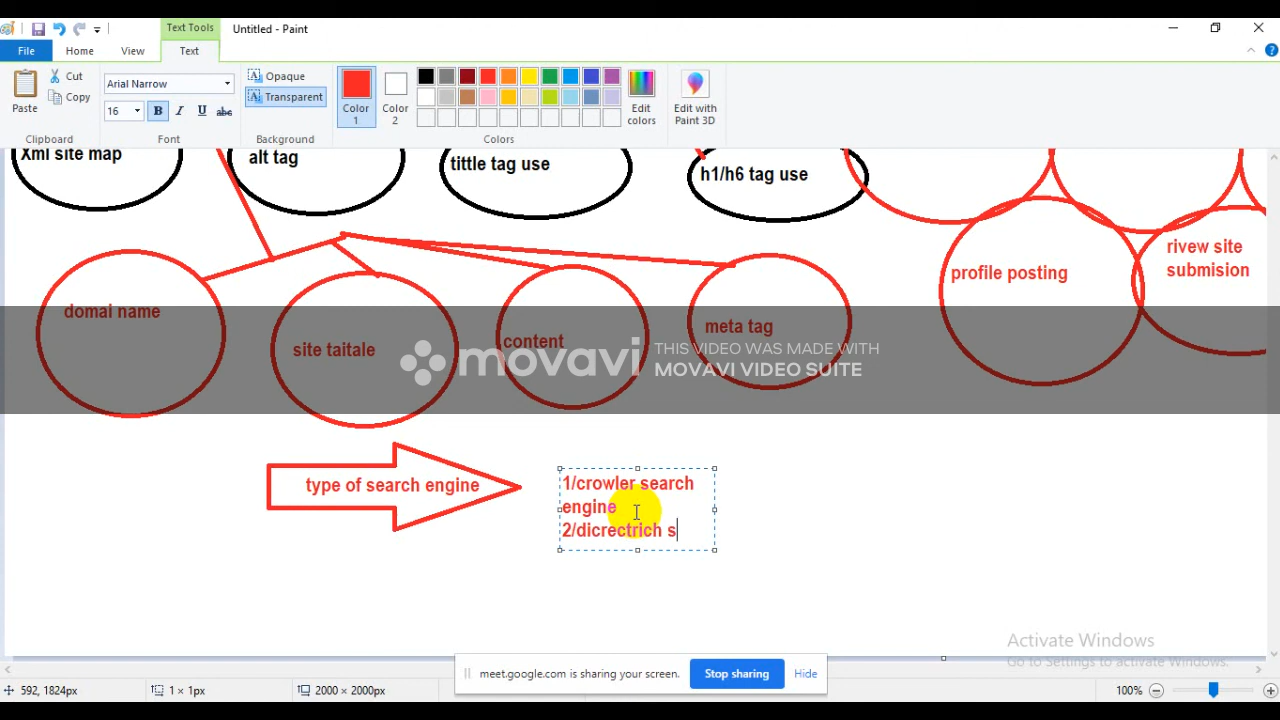 Text Tools
Untitled - Paint
File
Home
View
Text
Paste
Cut
Copy
Clipboard
Arial Narrow
16
B
I
U
abc
Font
Opaque
Transparent
Background
Color
1
Color
2
Edit
colors
Colors
Edit with
Paint 3D
Xml site map
alt tag
tittle tag use
h1/h6 tag use
rivew site
submision
profile posting
domai name
site taitale
content
meta tag
movavi
THIS VIDEO WAS MADE WITH
MOVAVI VIDEO SUITE
type of search engine
1/crowler search
engine
2/dicrectrich s
Activate Windows
Go to Settings to activate Windows.
meet.google.com is sharing your screen.
Stop sharing
Hide
592, 1824px
1 × 1px
2000 × 2000px
100%